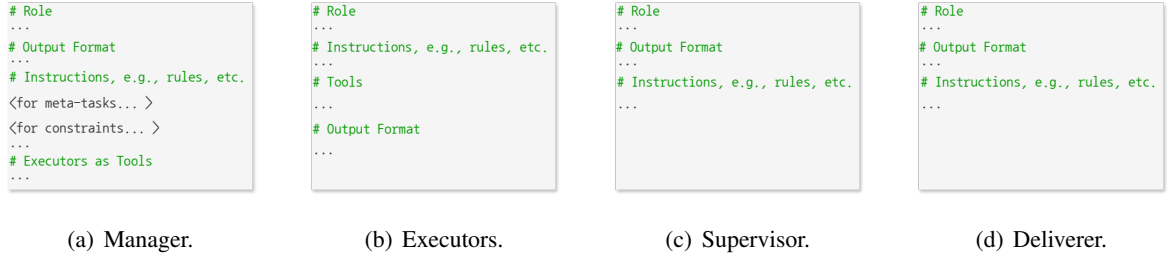 # Role
...
# Output Format
...
# Instructions, e.g., rules, etc.
<for meta-tasks... >
<for constraints... >
...
# Executors as Tools
...
(a) Manager.
# Role
...
# Instructions, e.g., rules, etc.
...
# Tools
...
# Output Format
...
(b) Executors.
# Role
...
# Output Format
...
# Instructions, e.g., rules, etc.
...
(c) Supervisor.
# Role
...
# Output Format
...
# Instructions, e.g., rules, etc.
...
(d) Deliverer.